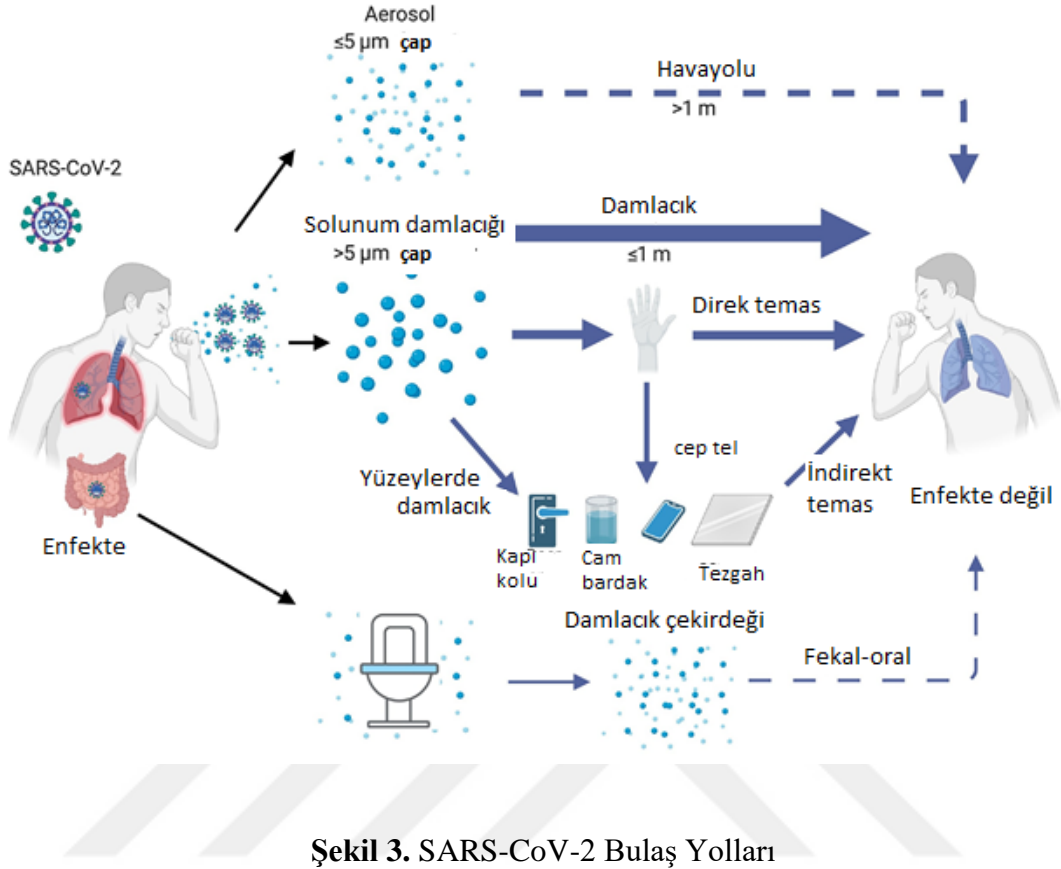 Aerosol
≤5 µm çap
Havayolu
>1 m
SARS-CoV-2
Solunum damlacığı
>5 µm çap
Damlacık
≤1 m
Direk temas
cep tel
Yüzeylerde
damlacık
İndirekt
temas
Enfekte değil
Enfekte
Kapı
kolu
Cam
bardak
Tezgah
Damlacık çekirdeği
Fekal-oral
Şekil 3. SARS-CoV-2 Bulaş Yolları